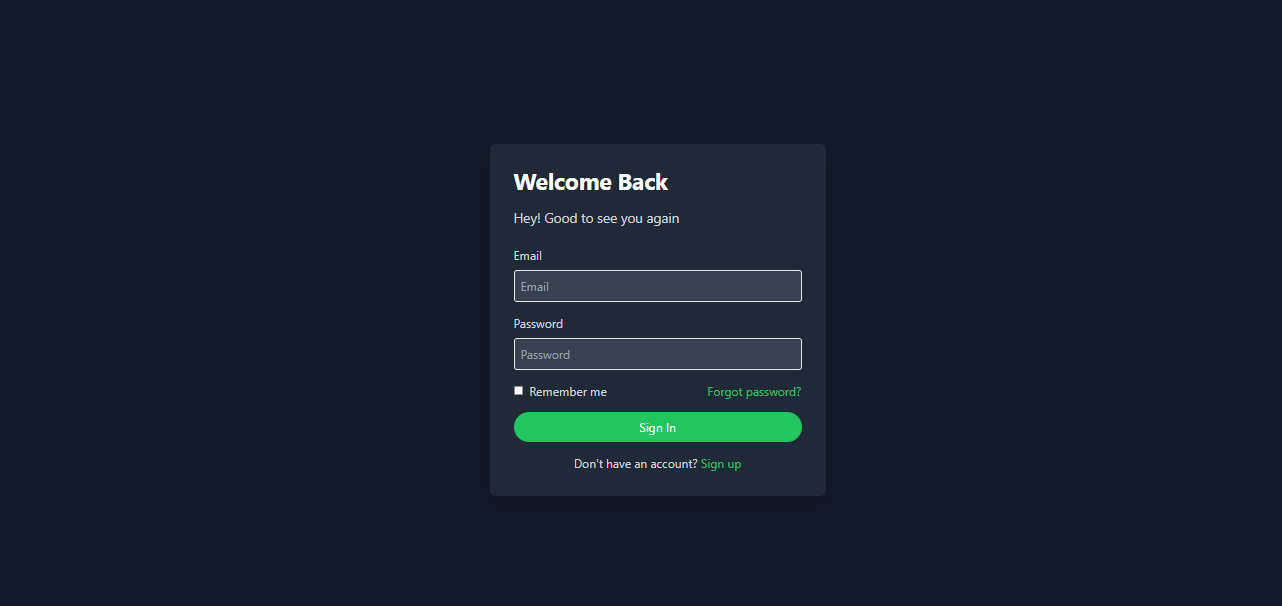 Welcome Back
Hey! Good to see you again
Email
Email
Password
Password
Remember me Forgot password?
Sign In
Don't have an account? Sign up